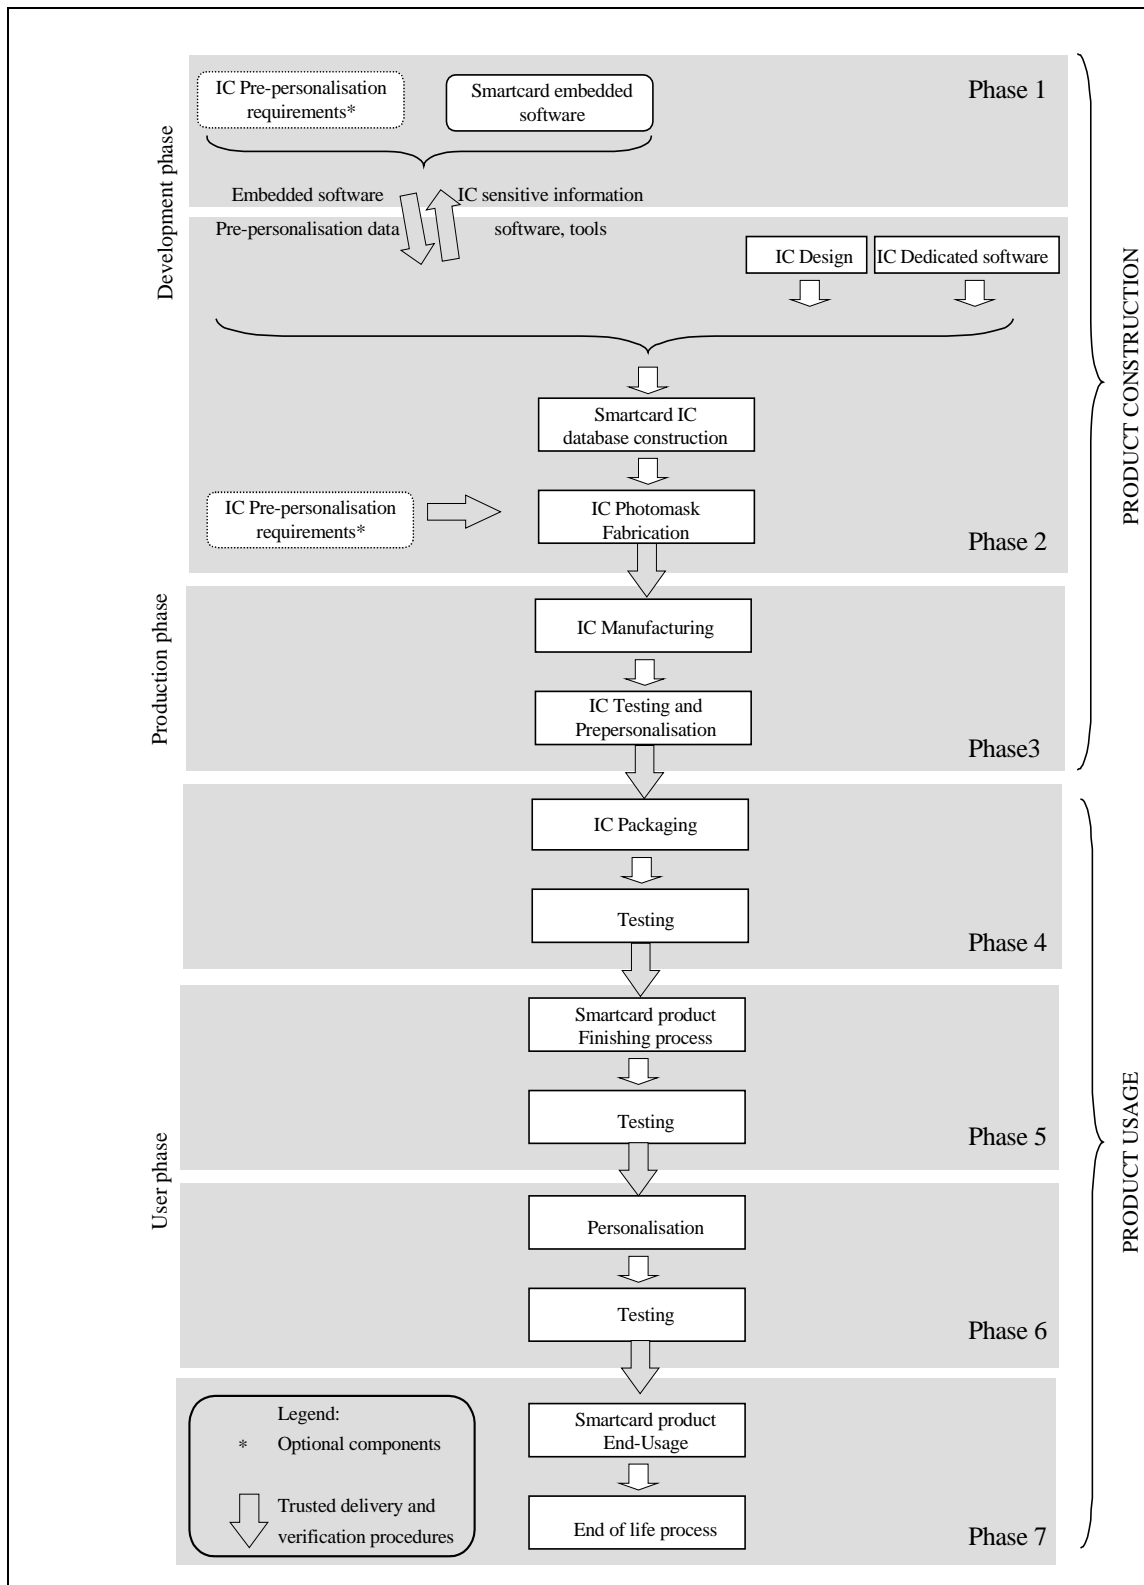 IC Pre-personalisation
requirements*
Smartcard embedded
software
Phase 1
Development phase
Embedded software
IC sensitive information
Pre-personalisation data
software, tools
IC Design
IC Dedicated software
PRODUCT CONSTRUCTION
Smartcard IC
database construction
IC Pre-personalisation
requirements*
IC Photomask
Fabrication
Phase 2
Production phase
IC Manufacturing
IC Testing and
Prepersonalisation
Phase3
IC Packaging
Testing
Phase 4
Smartcard product
Finishing process
Testing
Phase 5
User phase
PRODUCT USAGE
Personalisation
Testing
Phase 6
Legend:
* Optional components
Trusted delivery and
verification procedures
Smartcard product
End-Usage
End of life process
Phase 7